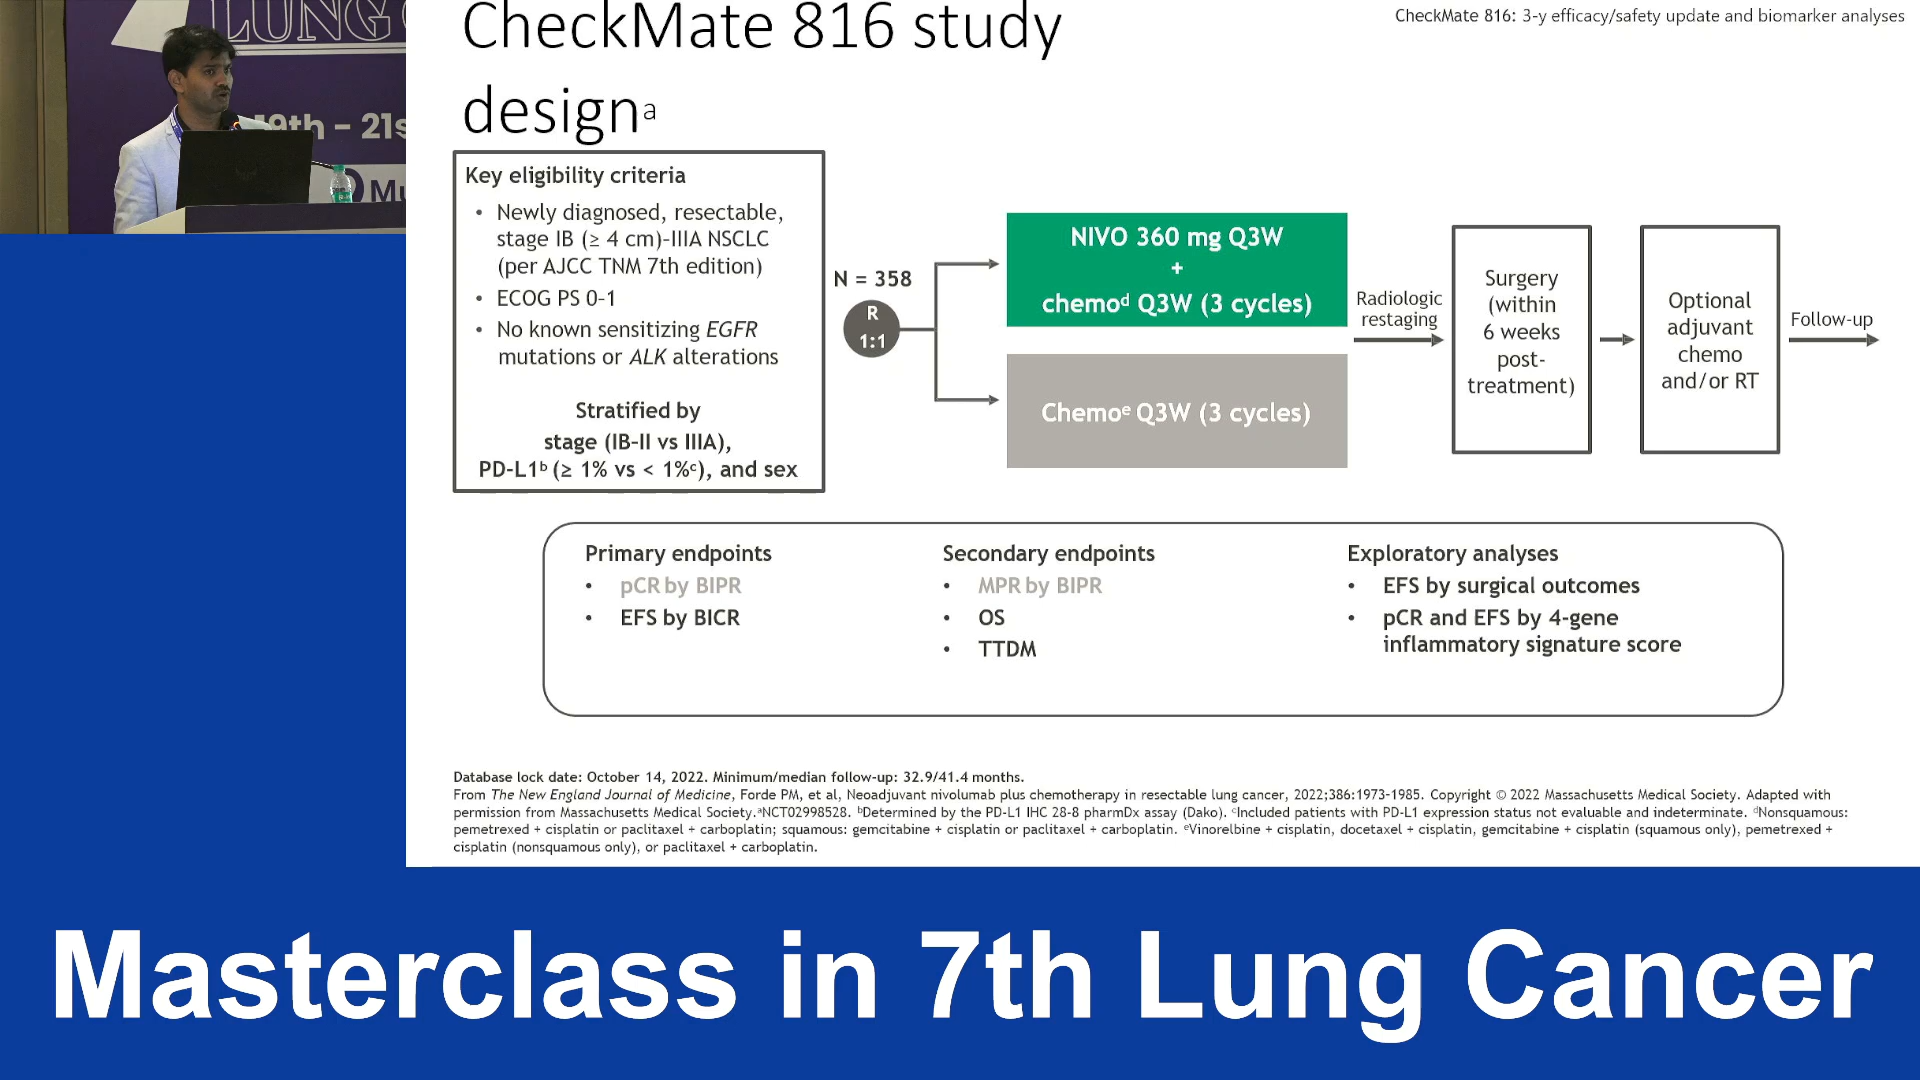 LUNG
19th - 21s
Mu
CheckMate 816 study
designᵃ
CheckMate 816: 3-y efficacy/safety update and biomarker analyses
Key eligibility criteria
• Newly diagnosed, resectable,
stage IB (≥ 4 cm)–IIIA NSCLC
(per AJCC TNM 7th edition)
• ECOG PS 0–1
• No known sensitizing EGFR
mutations or ALK alterations
Stratified by
stage (IB–II vs IIIA),
PD-L1ᵇ (≥ 1% vs < 1%ᶜ), and sex
N = 358
R
1:1
NIVO 360 mg Q3W
+
chemoᵈ Q3W (3 cycles)
Chemoᵉ Q3W (3 cycles)
Radiologic
restaging
Surgery
(within
6 weeks
post-
treatment)
Optional
adjuvant
chemo
and/or RT
Follow-up
Primary endpoints
• pCR by BIPR
• EFS by BICR
Secondary endpoints
• MPR by BIPR
• OS
• TTDM
Exploratory analyses
• EFS by surgical outcomes
• pCR and EFS by 4-gene
inflammatory signature score
Database lock date: October 14, 2022. Minimum/median follow-up: 32.9/41.4 months.
From The New England Journal of Medicine, Forde PM, et al, Neoadjuvant nivolumab plus chemotherapy in resectable lung cancer, 2022;386:1973-1985. Copyright © 2022 Massachusetts Medical Society. Adapted with
permission from Massachusetts Medical Society.ᵃNCT02998528. ᵇDetermined by the PD-L1 IHC 28-8 pharmDx assay (Dako). ᶜIncluded patients with PD-L1 expression status not evaluable and indeterminate. ᵈNonsquamous:
pemetrexed + cisplatin or paclitaxel + carboplatin; squamous: gemcitabine + cisplatin or paclitaxel + carboplatin. ᵉVinorelbine + cisplatin, docetaxel + cisplatin, gemcitabine + cisplatin (squamous only), pemetrexed +
cisplatin (nonsquamous only), or paclitaxel + carboplatin.
Masterclass in 7th Lung Cancer